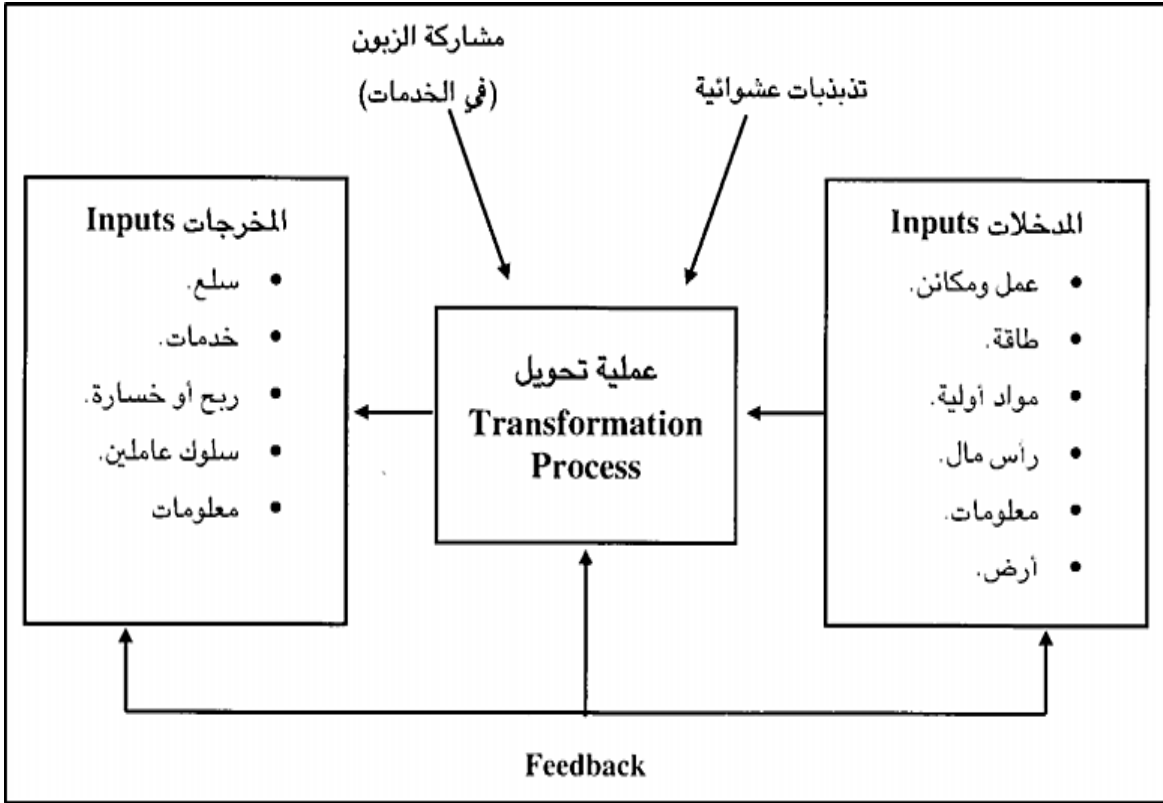 مشاركة الزبون
(في الخدمات)
تذبذبات عشوائية
المدخلات Inputs
• عمل ومكائن.
• طاقة.
• مواد أولية.
• رأس مال.
• معلومات.
• أرض.
عملية تحويل
Transformation
Process
المخرجات Inputs
• سلع.
• خدمات.
• ربح أو خسارة.
• سلوك عاملين.
• معلومات
Feedback